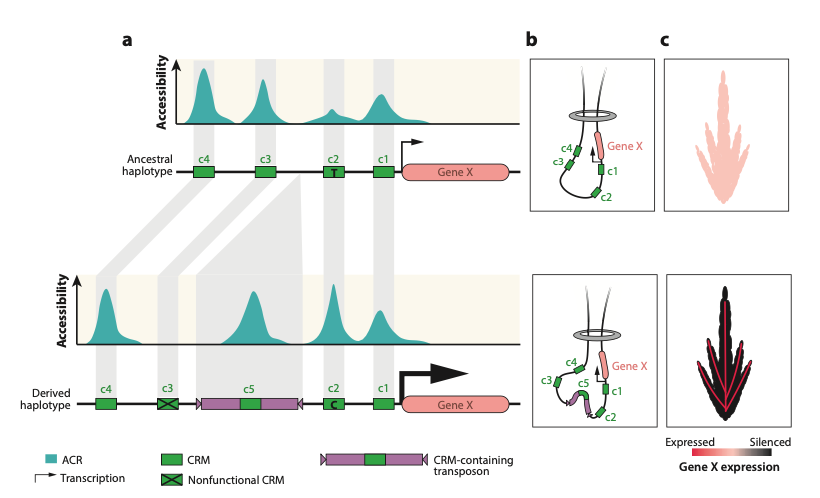 a
b
c
Accessibility
c4
c3
c2
c1
Ancestral
haplotype
T
Gene X
c4
c3
Gene X
c1
c2
Accessibility
c4
c3
c5
c2
c1
Derived
haplotype
C
Gene X
c4
c3
c5
Gene X
c1
c2
Expressed Silenced
Gene X expression
ACR
CRM
CRM-containing
transposon
Transcription
Nonfunctional CRM